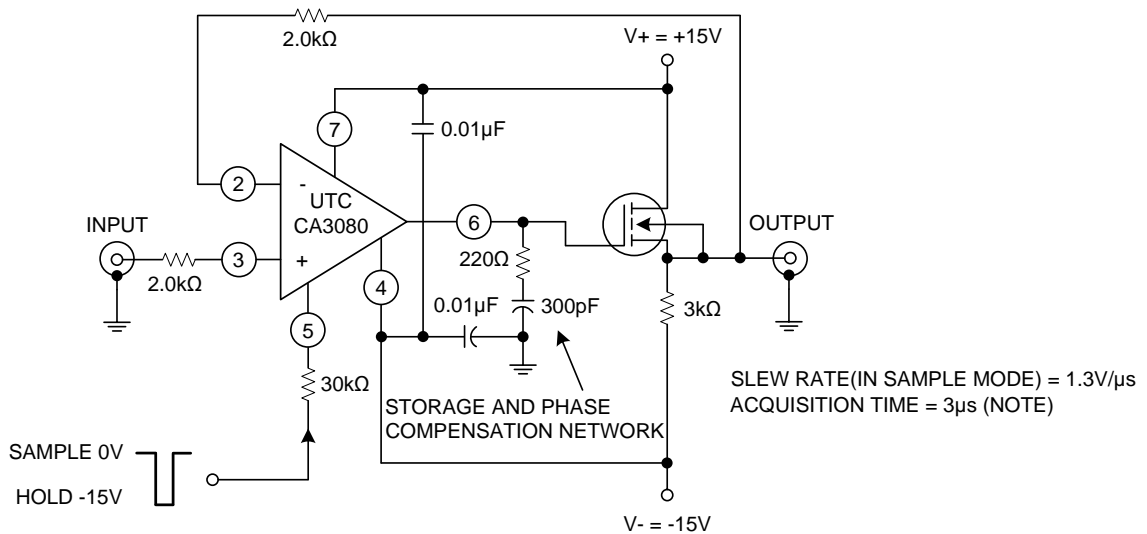 2.0kΩ
V+ = +15V
7
0.01µF
2
-
UTC
CA3080
6
INPUT
OUTPUT
3
+
2.0kΩ
220Ω
4
0.01µF
300pF
3kΩ
5
30kΩ
SLEW RATE(IN SAMPLE MODE) = 1.3V/µs
ACQUISITION TIME = 3µs (NOTE)
STORAGE AND PHASE
COMPENSATION NETWORK
SAMPLE 0V
HOLD -15V
V- = -15V